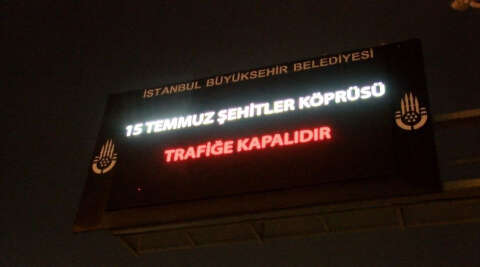 İSTANBUL BÜYÜKŞEHİR BELEDİYESİ
15 TEMMUZ ŞEHİTLER KÖPRÜSÜ
TRAFİĞE KAPALIDIR